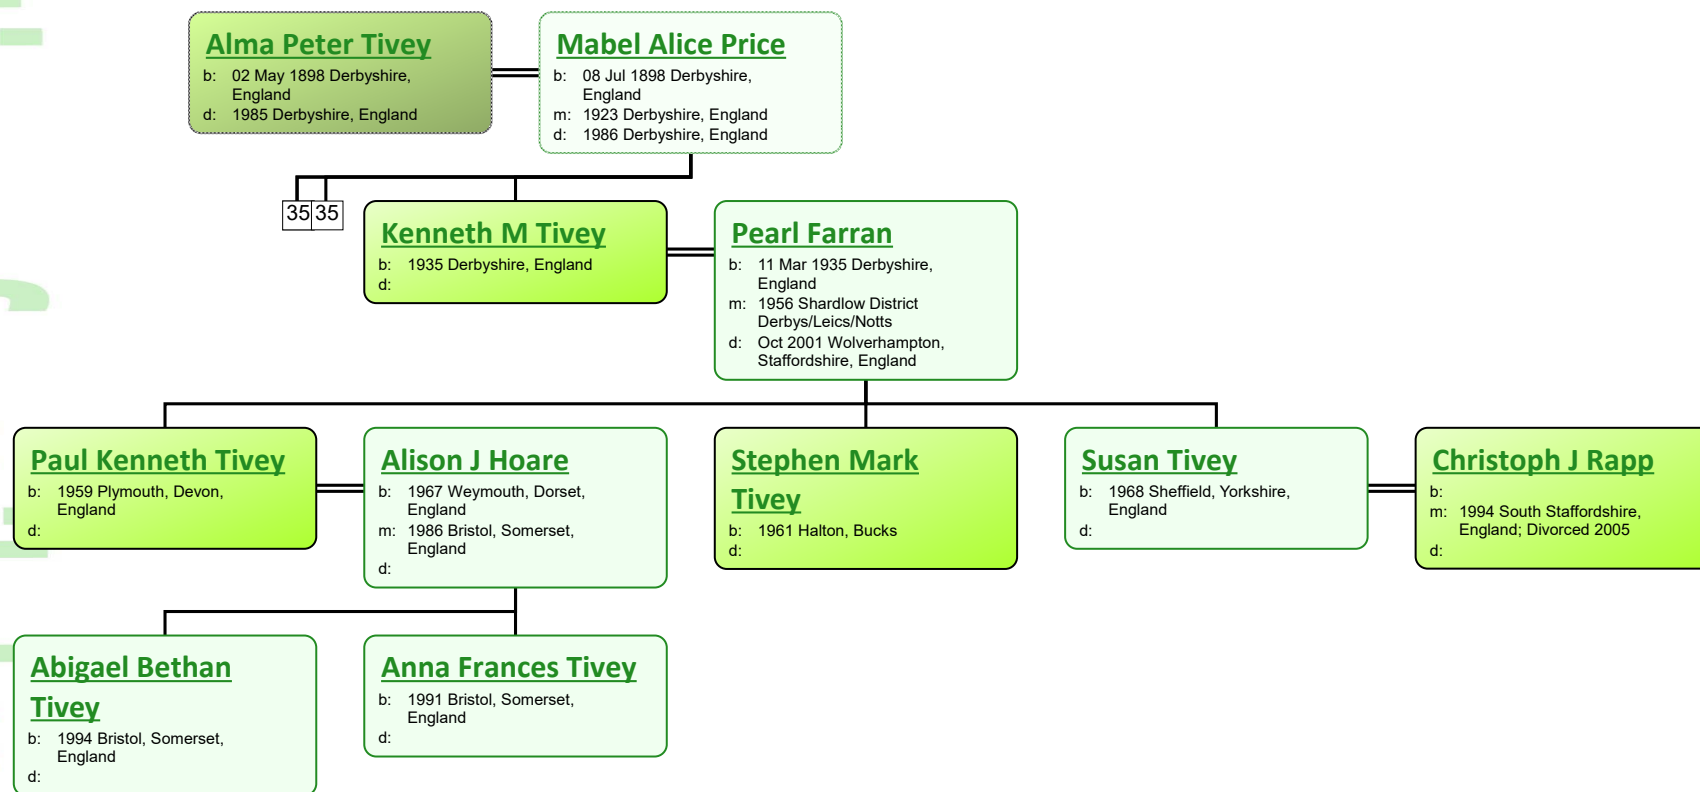 Alma Peter Tivey
b: 02 May 1898 Derbyshire,
England
d: 1985 Derbyshire, England
Mabel Alice Price
b: 08 Jul 1898 Derbyshire,
England
m: 1923 Derbyshire, England
d: 1986 Derbyshire, England
35
35
Kenneth M Tivey
b: 1935 Derbyshire, England
d:
Pearl Farran
b: 11 Mar 1935 Derbyshire,
England
m: 1956 Shardlow District
Derbys/Leics/Notts
d: Oct 2001 Wolverhampton,
Staffordshire, England
Paul Kenneth Tivey
b: 1959 Plymouth, Devon,
England
d:
Alison J Hoare
b: 1967 Weymouth, Dorset,
England
m: 1986 Bristol, Somerset,
England
d:
Stephen Mark
Tivey
b: 1961 Halton, Bucks
d:
Susan Tivey
b: 1968 Sheffield, Yorkshire,
England
d:
Christoph J Rapp
b:
m: 1994 South Staffordshire,
England; Divorced 2005
d:
Abigael Bethan
Tivey
b: 1994 Bristol, Somerset,
England
d:
Anna Frances Tivey
b: 1991 Bristol, Somerset,
England
d: